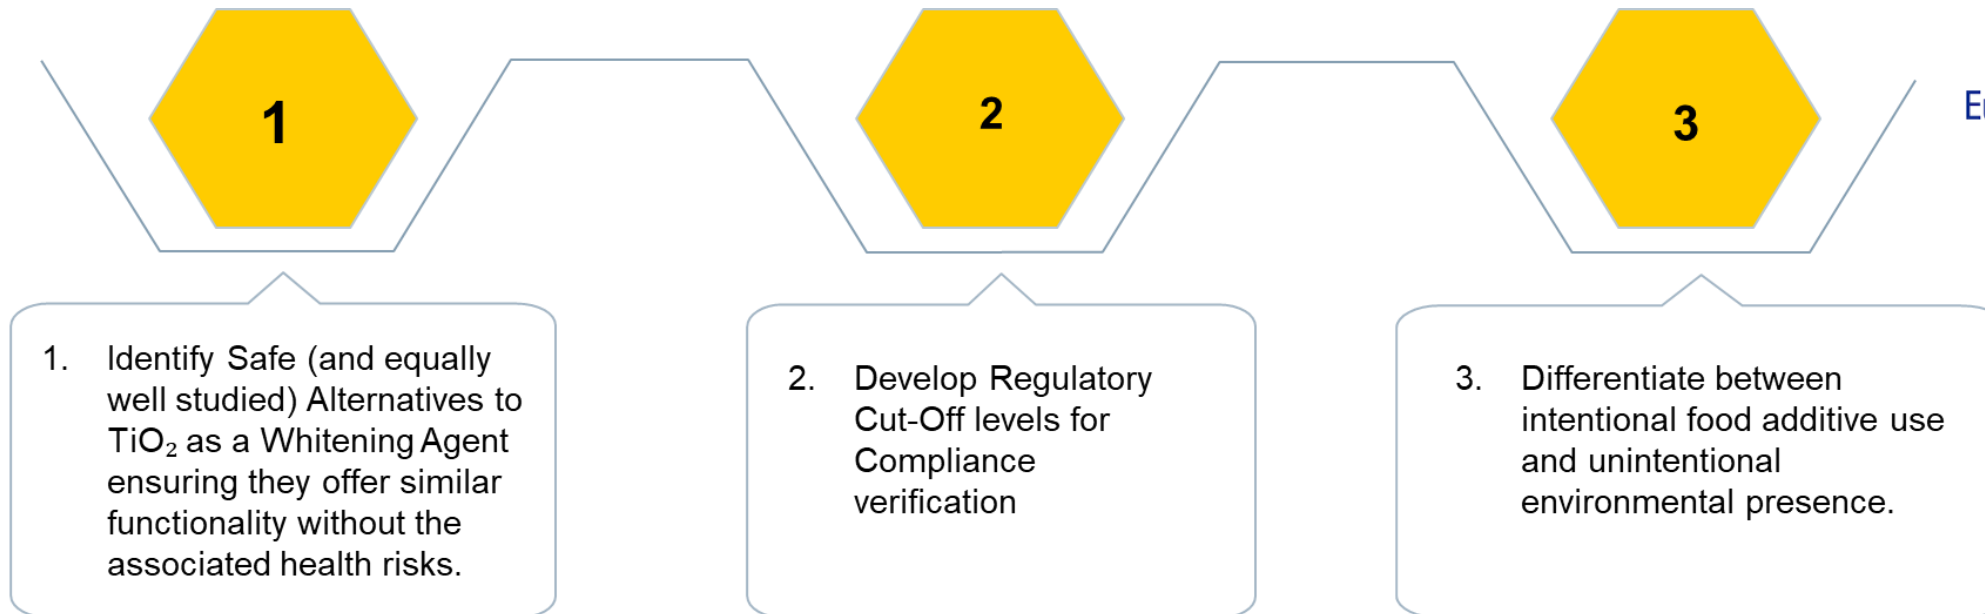 1
2
3
Eu
1. Identify Safe (and equally
well studied) Alternatives to
TiO₂ as a Whitening Agent
ensuring they offer similar
functionality without the
associated health risks.
2. Develop Regulatory
Cut-Off levels for
Compliance
verification
3. Differentiate between
intentional food additive use
and unintentional
environmental presence.